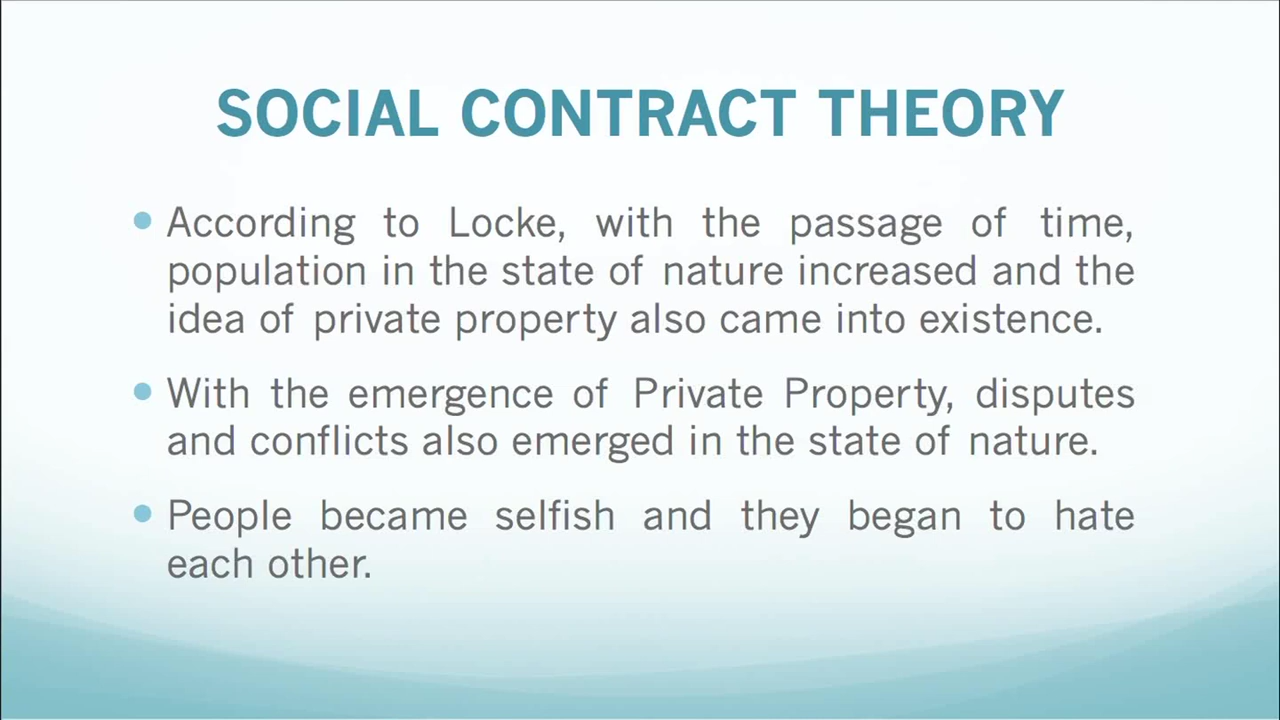 SOCIAL CONTRACT THEORY
According to Locke, with the passage of time,
population in the state of nature increased and the
idea of private property also came into existence.
With the emergence of Private Property, disputes
and conflicts also emerged in the state of nature.
People became selfish and they began to hate
each other.